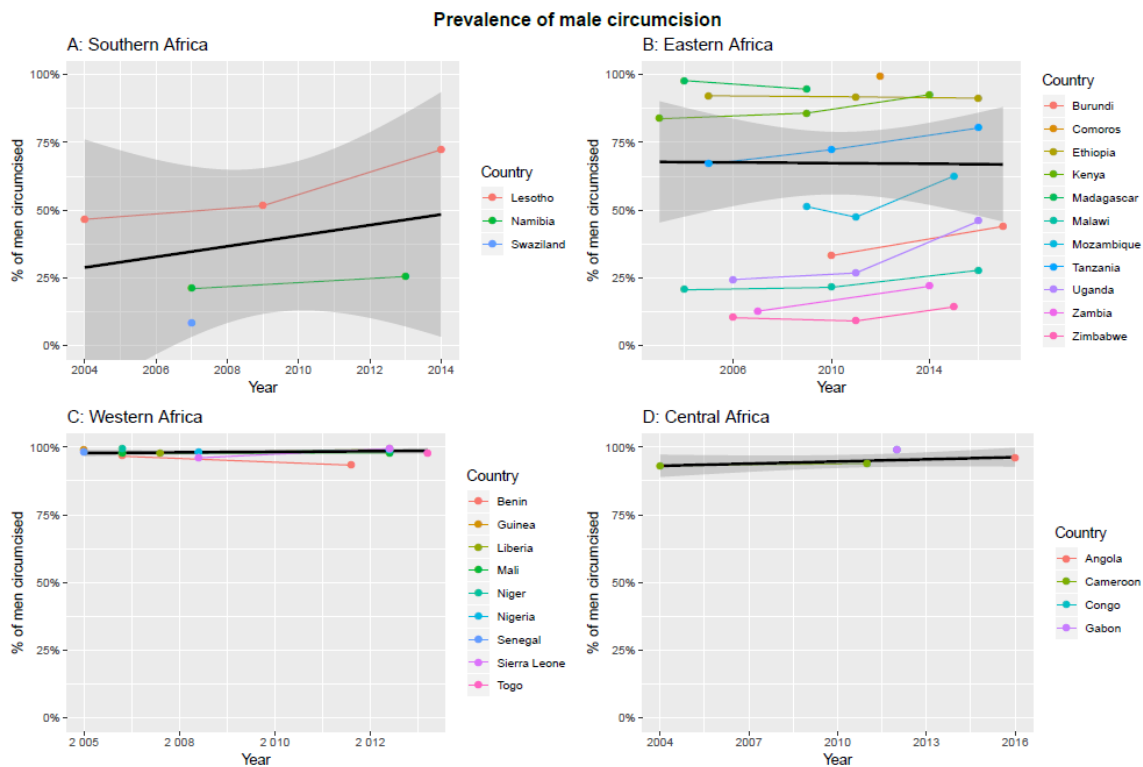 Prevalence of male circumcision
A: Southern Africa
% of men circumcised
100%
75%
50%
25%
0%
2004
2006
2006
2010
2013
2014
Year
Country
Lesotho
Namibia
Swaziland
B: Eastern Africa
% of men circumcised
100%
75%
50%
25%
0%
2006
2010
2014
Year
Country
Burundi
Comoros
Ethiopia
Kenya
Madagascar
Malawi
Mozambique
Tanzania
Uganda
Zambia
Zimbabwe
C: Western Africa
% of men circumcised
100%
75%
50%
25%
0%
2 005
2 008
2 010
2 012
Year
Country
Benin
Guinea
Liberia
Mali
Niger
Nigeria
Senegal
Sierra Leone
Togo
D: Central Africa
% of men circumcised
100%
75%
50%
25%
0%
2004
2007
2010
2013
2016
Year
Country
Angola
Cameroon
Congo
Gabon